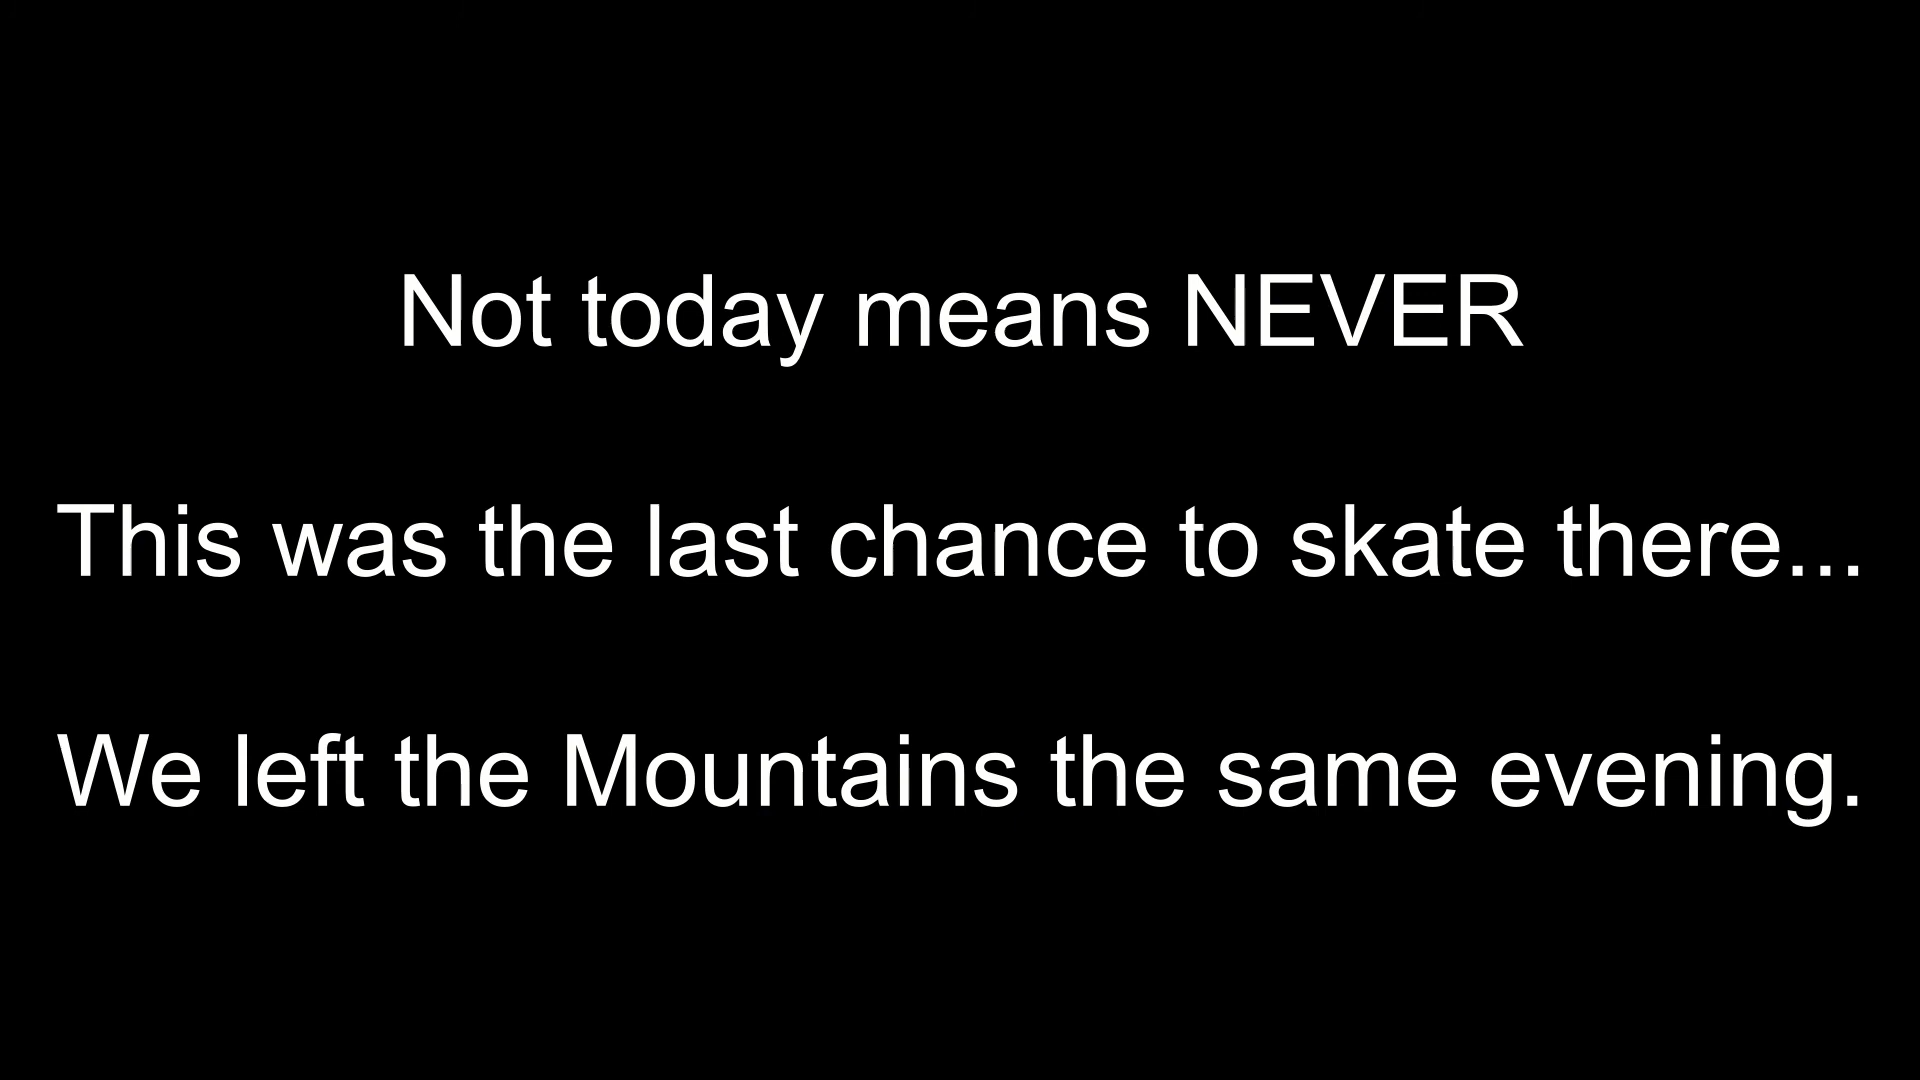 Not today means NEVER
This was the last chance to skate there...
We left the Mountains the same evening.